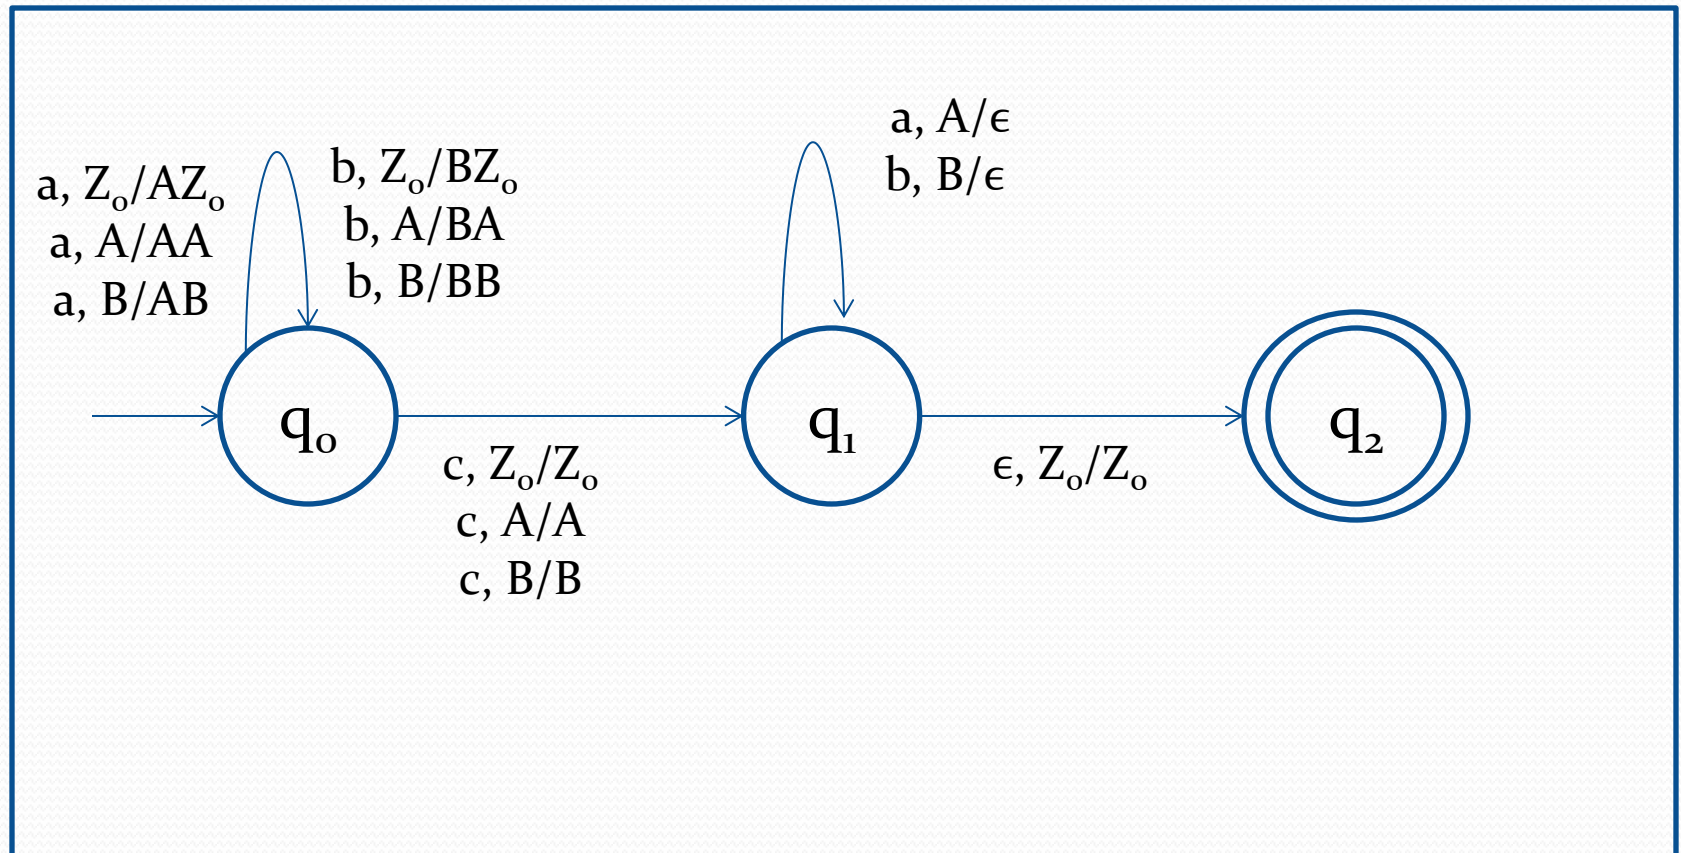 a, Z₀/AZ₀
a, A/AA
a, B/AB
b, Z₀/BZ₀
b, A/BA
b, B/BB
a, A/ϵ
b, B/ϵ
q₀
q₁
q₂
c, Z₀/Z₀
c, A/A
c, B/B
ϵ, Z₀/Z₀